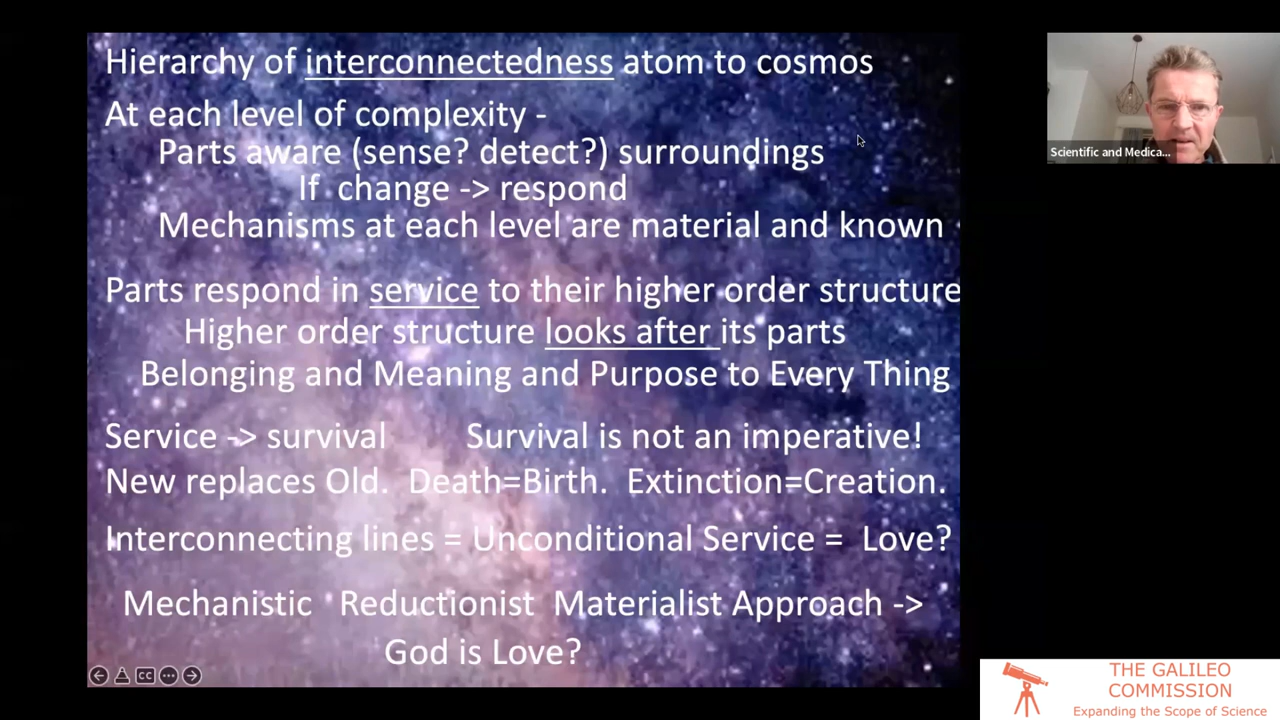 Hierarchy of interconnectedness atom to cosmos
At each level of complexity -
Parts aware (sense? detect?) surroundings
If change -> respond
Mechanisms at each level are material and known
Parts respond in service to their higher order structure
Higher order structure looks after its parts
Belonging and Meaning and Purpose to Every Thing
Service -> survival Survival is not an imperative!
New replaces Old. Death=Birth. Extinction=Creation.
Interconnecting lines = Unconditional Service = Love?
Mechanistic Reductionist Materialist Approach ->
God is Love?
CC
Scientific and Medica...
THE GALILEO
COMMISSION
Expanding the Scope of Science